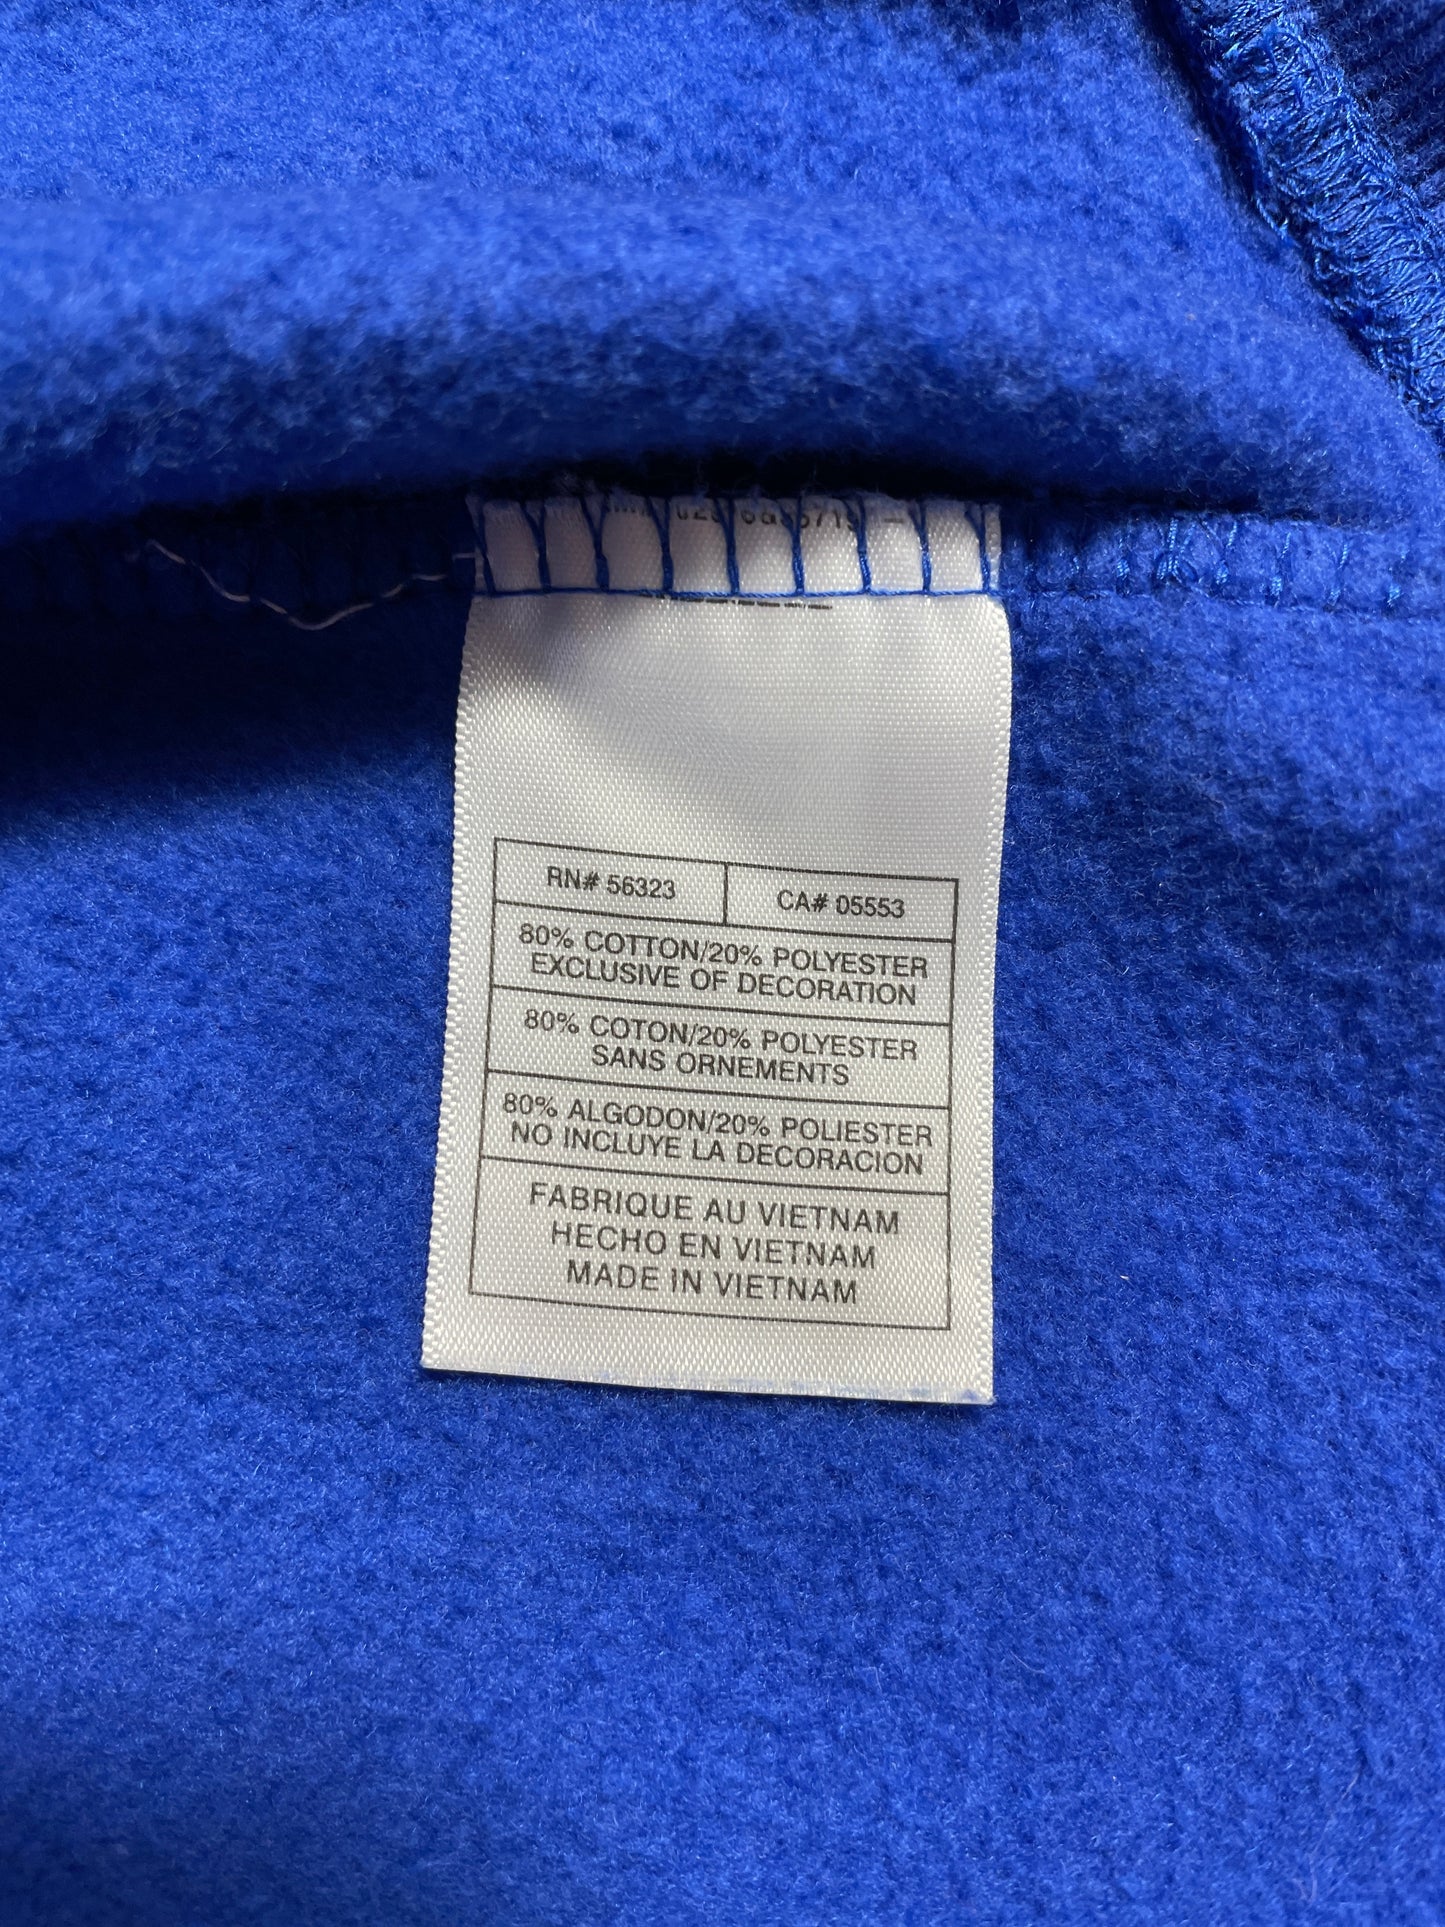 RN# 56323
CA# 05553
80% COTTON/20% POLYESTER
EXCLUSIVE OF DECORATION
80% COTON/20% POLYESTER
SANS ORNEMENTS
80% ALGODON/20% POLIESTER
NO INCLUYE LA DECORACION
FABRIQUE AU VIETNAM
HECHO EN VIETNAM
MADE IN VIETNAM